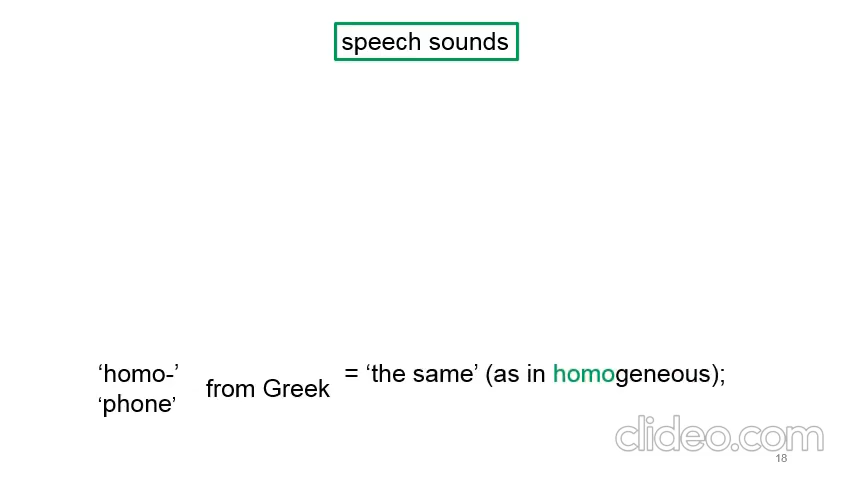 speech sounds
‘homo-’
‘phone’
from Greek
= ‘the same’ (as in homogeneous);
clideo.com
18